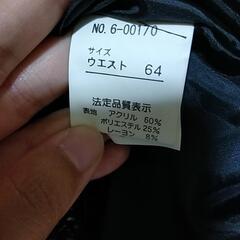 NO.6-00170
サイズ
ウエスト 64
法定品質表示
表地 アクリル 60%
ポリエステル 25%
レーヨン 8%